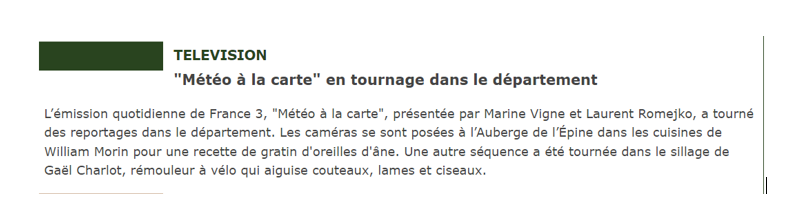 TELEVISION
"Météo à la carte" en tournage dans le département
L’émission quotidienne de France 3, "Météo à la carte", présentée par Marine Vigne et Laurent Romejko, a tourné
des reportages dans le département. Les caméras se sont posées à l’Auberge de l’Épine dans les cuisines de
William Morin pour une recette de gratin d'oreilles d'âne. Une autre séquence a été tournée dans le sillage de
Gaël Charlot, rémouleur à vélo qui aiguise couteaux, lames et ciseaux.